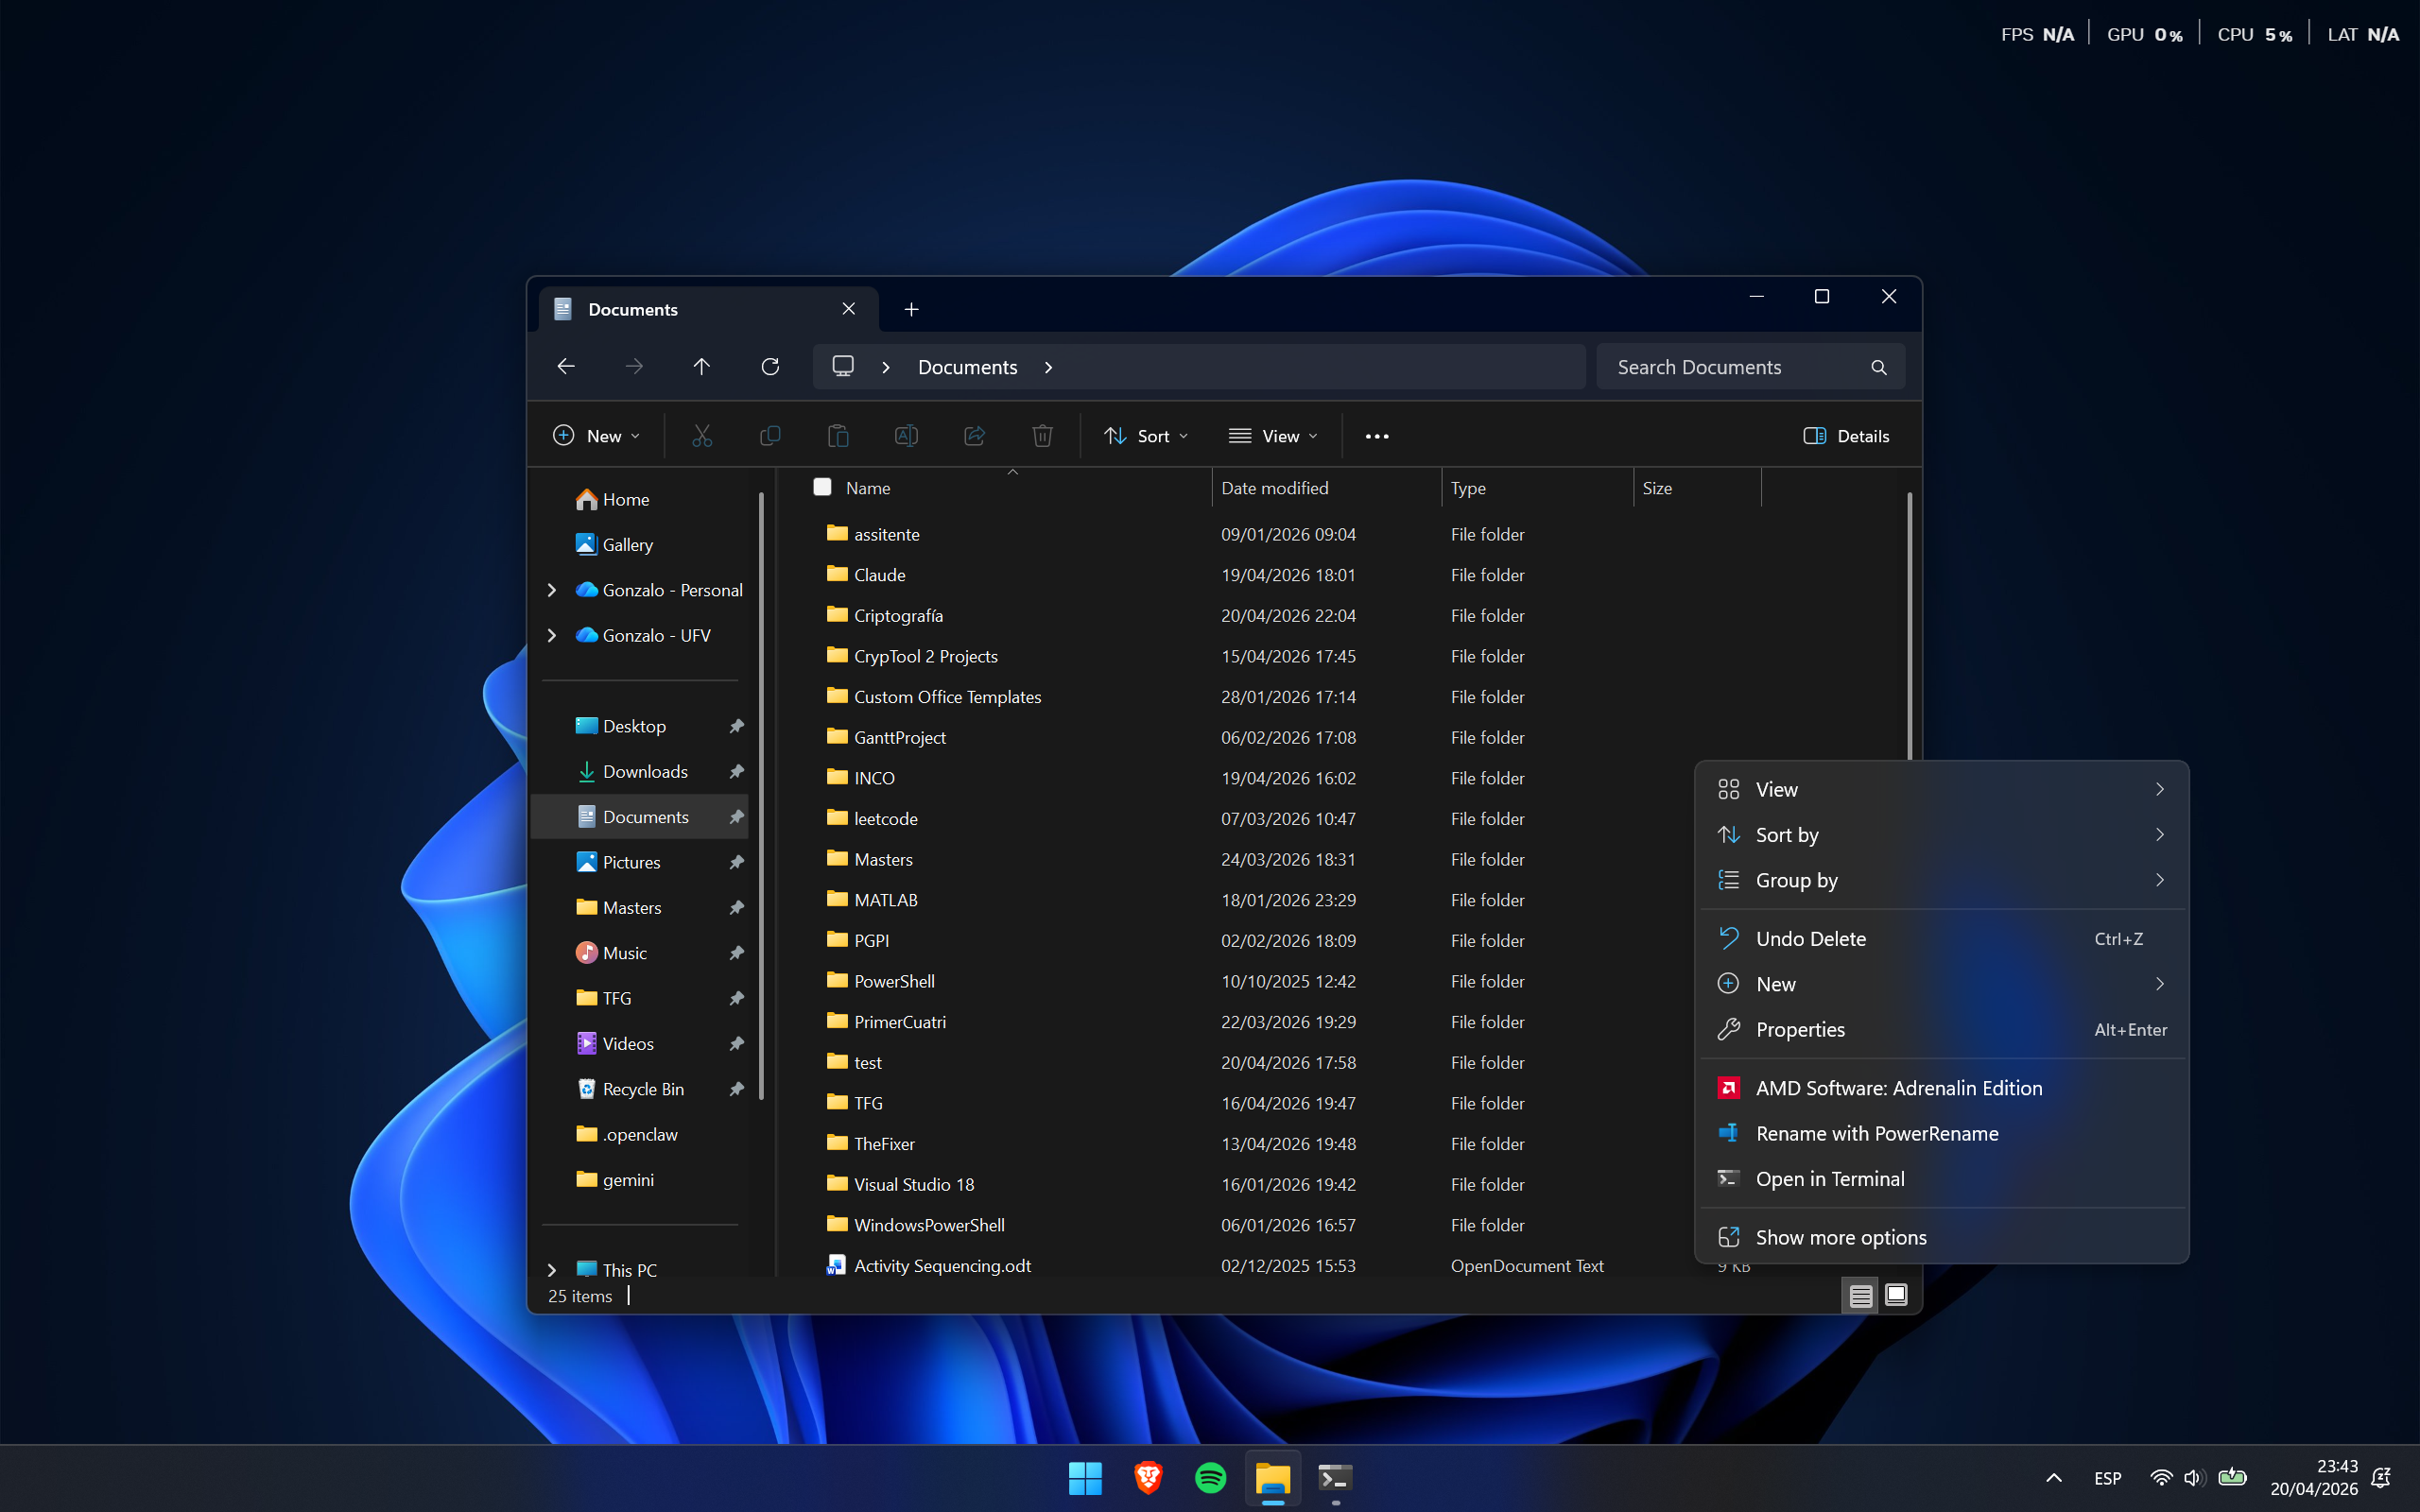 FPS N/A GPU 0% CPU 5% LAT N/A
Documents
Documents
Search Documents
New
Sort
View
Details
Home
Gallery
Gonzalo - Personal
Gonzalo - UFV
Desktop
Downloads
Documents
Pictures
Masters
Music
TFG
Videos
Recycle Bin
.openclaw
gemini
This PC
Name Date modified Type Size
assitente 09/01/2026 09:04 File folder
Claude 19/04/2026 18:01 File folder
Criptografía 20/04/2026 22:04 File folder
CrypTool 2 Projects 15/04/2026 17:45 File folder
Custom Office Templates 28/01/2026 17:14 File folder
GanttProject 06/02/2026 17:08 File folder
INCO 19/04/2026 16:02 File folder
leetcode 07/03/2026 10:47 File folder
Masters 24/03/2026 18:31 File folder
MATLAB 18/01/2026 23:29 File folder
PGPI 02/02/2026 18:09 File folder
PowerShell 10/10/2025 12:42 File folder
PrimerCuatri 22/03/2026 19:29 File folder
test 20/04/2026 17:58 File folder
TFG 16/04/2026 19:47 File folder
TheFixer 13/04/2026 19:48 File folder
Visual Studio 18 16/01/2026 19:42 File folder
WindowsPowerShell 06/01/2026 16:57 File folder
Activity Sequencing.odt 02/12/2025 15:53 OpenDocument Text 9 KB
25 items
View
Sort by
Group by
Undo Delete Ctrl+Z
New
Properties Alt+Enter
AMD Software: Adrenalin Edition
Rename with PowerRename
Open in Terminal
Show more options
ESP
23:43
20/04/2026